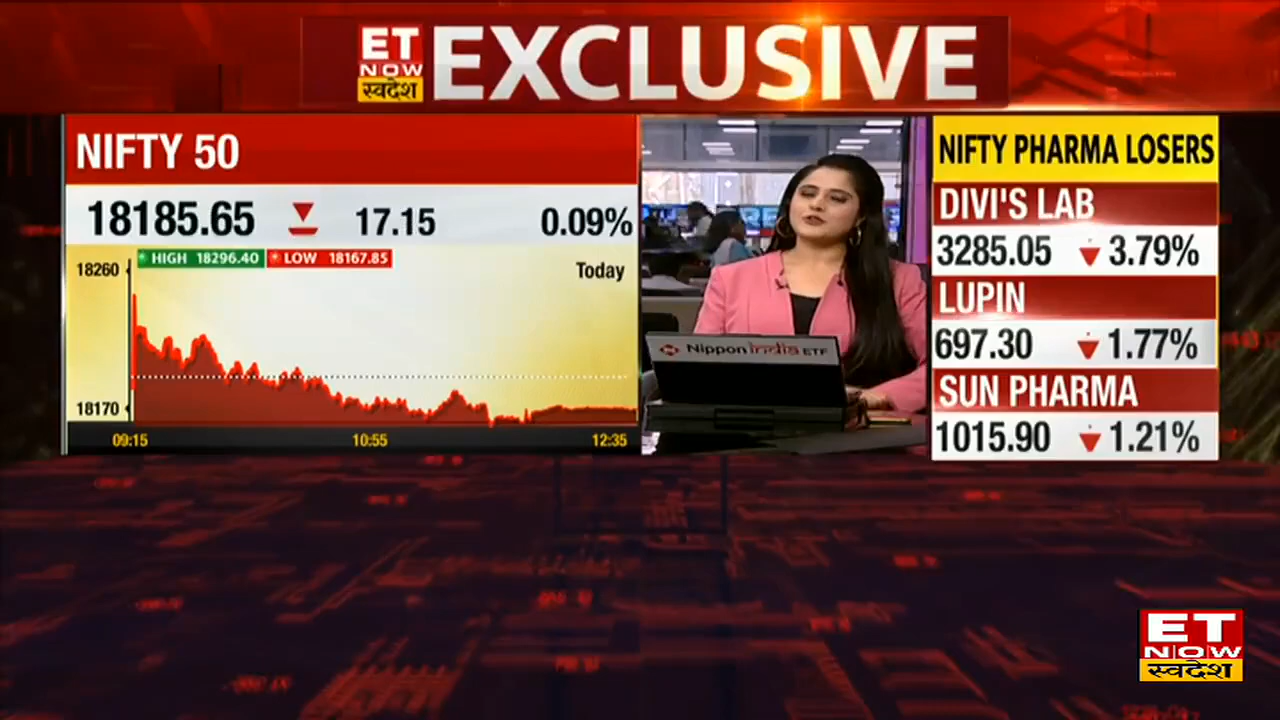 ET
NOW
स्वदेश
EXCLUSIVE
NIFTY 50
18185.65 ▼ 17.15 0.09%
HIGH 18296.40 LOW 18167.85
Today
18260
18170
09:15 10:55 12:35
Nippon india ETF
NIFTY PHARMA LOSERS
DIVI'S LAB
3285.05 ▼ 3.79%
LUPIN
697.30 ▼ 1.77%
SUN PHARMA
1015.90 ▼ 1.21%
ET
NOW
स्वदेश